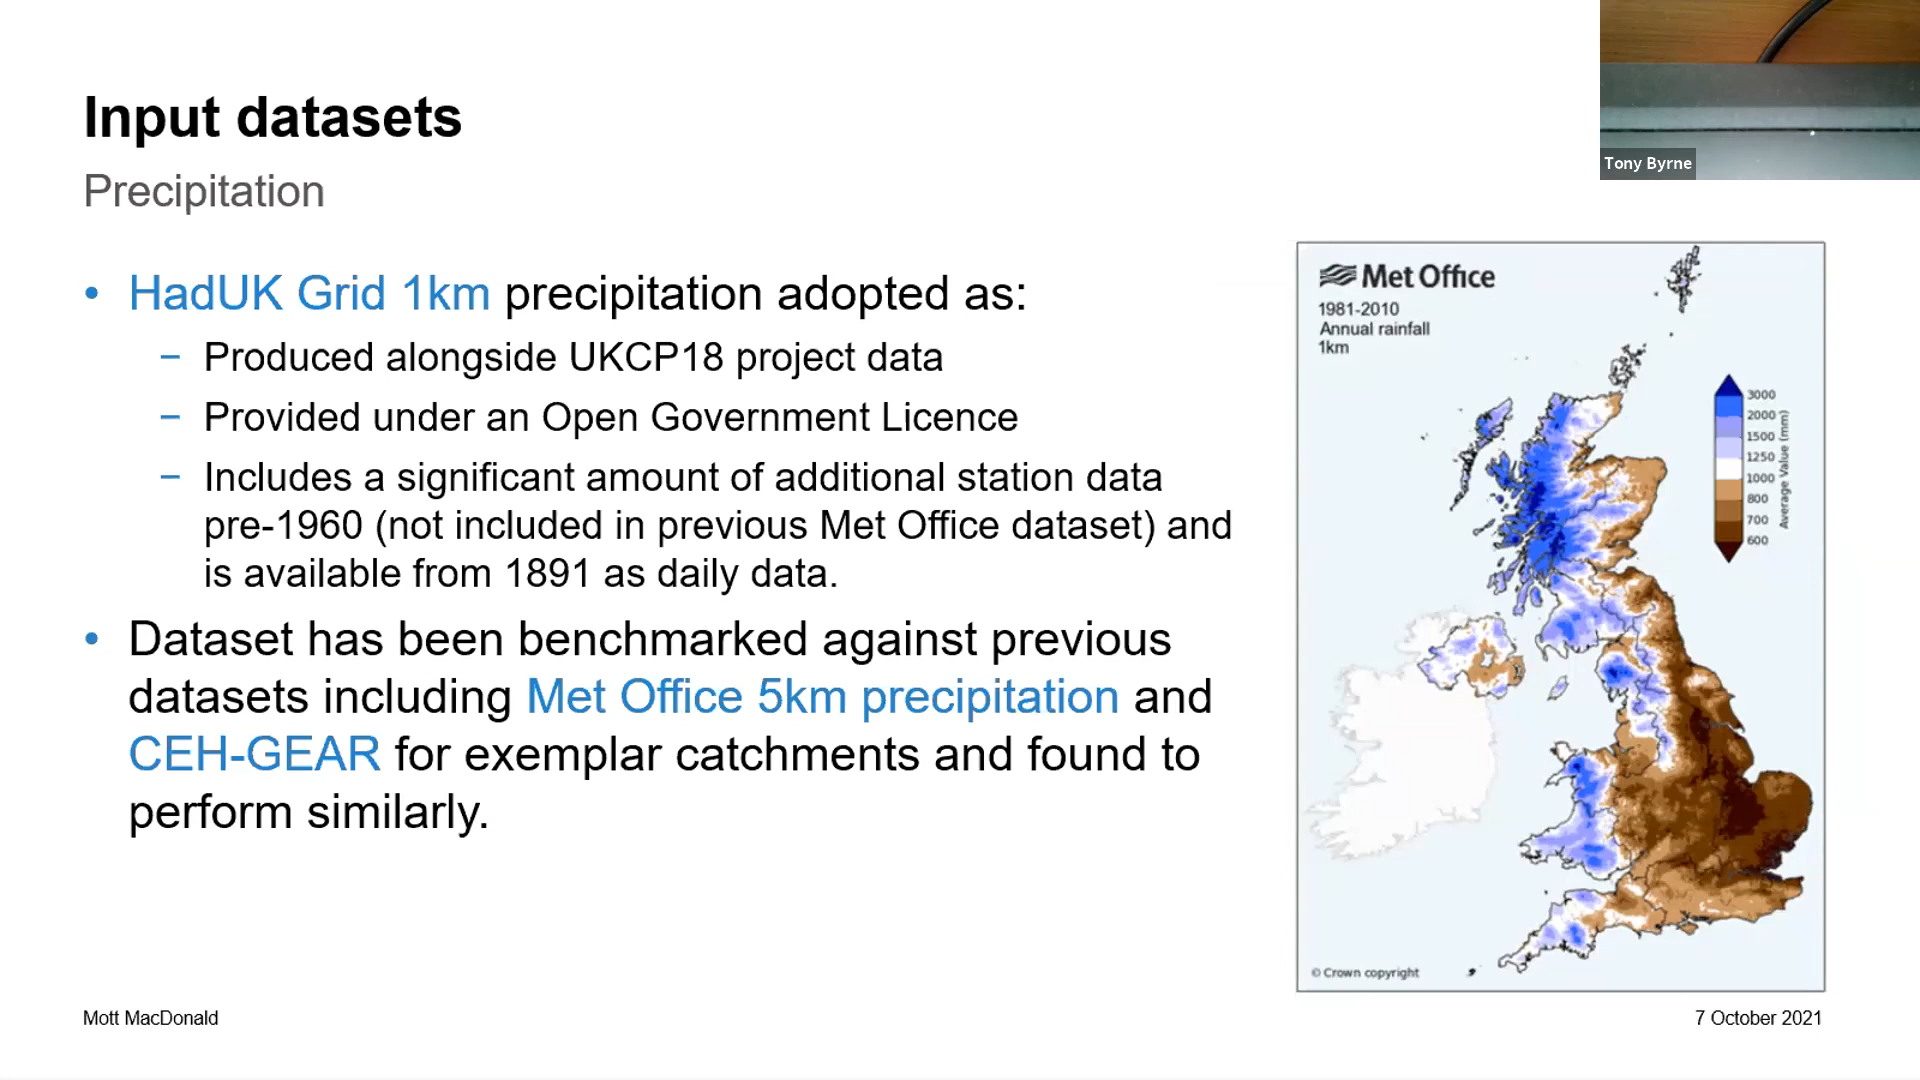 Input datasets
Precipitation
• HadUK Grid 1km precipitation adopted as:
− Produced alongside UKCP18 project data
− Provided under an Open Government Licence
− Includes a significant amount of additional station data
pre-1960 (not included in previous Met Office dataset) and
is available from 1891 as daily data.
• Dataset has been benchmarked against previous
datasets including Met Office 5km precipitation and
CEH-GEAR for exemplar catchments and found to
perform similarly.
Tony Byrne
Met Office
1981-2010
Annual rainfall
1km
3000
2000
1500
1250
1000
800
700
600
Average Value (mm)
© Crown copyright
Mott MacDonald
7 October 2021